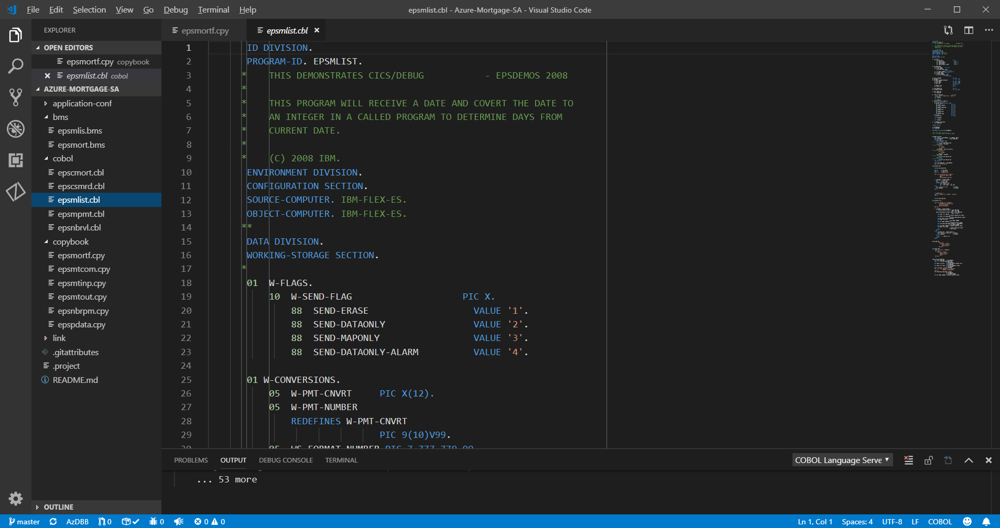 File Edit Selection View Go Debug Terminal Help
epsmlist.cbl - Azure-Mortgage-SA - Visual Studio Code
EXPLORER
OPEN EDITORS
epsmortf.cpy copybook
epsmlist.cbl cobol
AZURE-MORTGAGE-SA
application-conf
bms
epsmlis.bms
epsmort.bms
cobol
epscmort.cbl
epscsmrd.cbl
epsmlist.cbl
epsmpmt.cbl
epsnbrvl.cbl
copybook
epsmortf.cpy
epsmtcom.cpy
epsmtinp.cpy
epsmtout.cpy
epsnbrpm.cpy
epspdata.cpy
link
.gitattributes
.project
README.md
OUTLINE
epsmortf.cpy
epsmlist.cbl
1 ID DIVISION.
2 PROGRAM-ID. EPSMLIST.
3 * THIS DEMONSTRATES CICS/DEBUG - EPSDEMOS 2008
4 *
5 * THIS PROGRAM WILL RECEIVE A DATE AND COVERT THE DATE TO
6 * AN INTEGER IN A CALLED PROGRAM TO DETERMINE DAYS FROM
7 * CURRENT DATE.
8 *
9 * (C) 2008 IBM.
10 ENVIRONMENT DIVISION.
11 CONFIGURATION SECTION.
12 SOURCE-COMPUTER. IBM-FLEX-ES.
13 OBJECT-COMPUTER. IBM-FLEX-ES.
14 **
15 DATA DIVISION.
16 WORKING-STORAGE SECTION.
17 *
18 01 W-FLAGS.
19 10 W-SEND-FLAG PIC X.
20 88 SEND-ERASE VALUE '1'.
21 88 SEND-DATAONLY VALUE '2'.
22 88 SEND-MAPONLY VALUE '3'.
23 88 SEND-DATAONLY-ALARM VALUE '4'.
24
25 01 W-CONVERSIONS.
26 05 W-PMT-CNVRT PIC X(12).
27 05 W-PMT-NUMBER
28 REDEFINES W-PMT-CNVRT
29 PIC 9(10)V99.
30 05 WS-FORMAT-NUMBER PIC
PROBLEMS OUTPUT DEBUG CONSOLE TERMINAL
COBOL Language Serve
... 53 more
master AzDBB 0 0 0 0
Ln 1, Col 1 Spaces: 4 UTF-8 LF COBOL